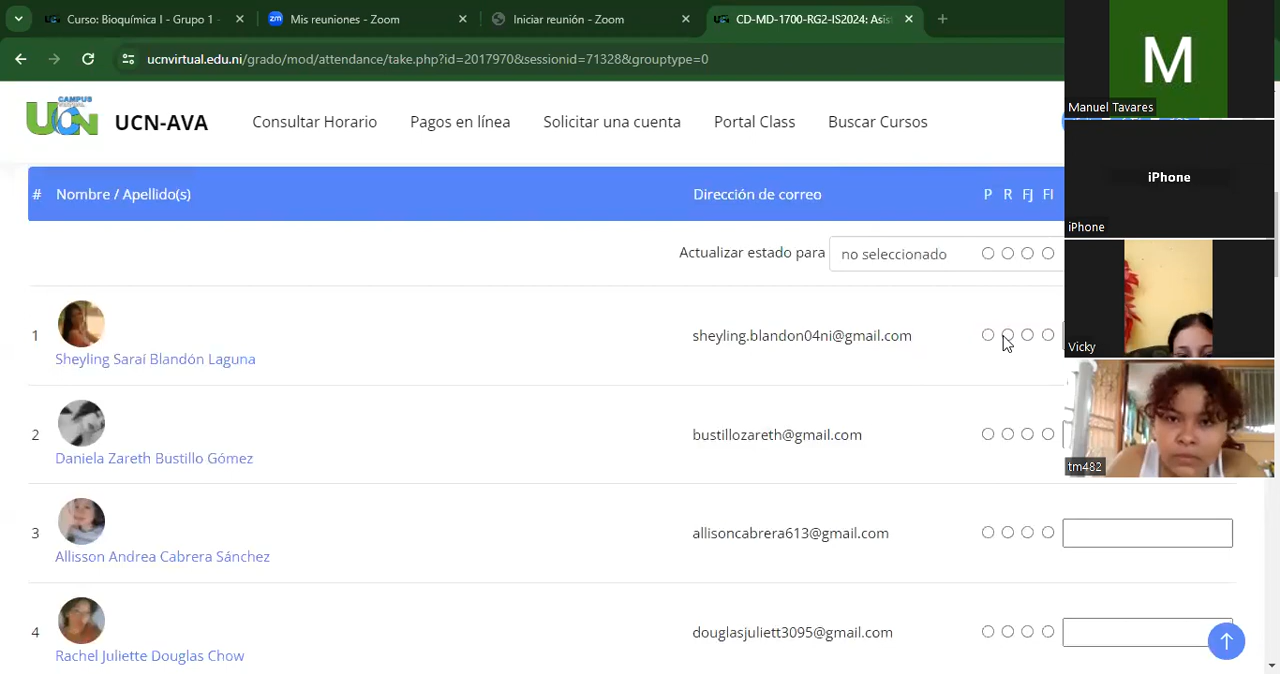 Curso: Bioquímica I - Grupo 1 -
Mis reuniones - Zoom
Iniciar reunión - Zoom
CD-MD-1700-RG2-IS2024: Asis
ucnvirtual.edu.ni/grado/mod/attendance/take.php?id=2017970&sessionid=71328&grouptype=0
CAMPUS
UCN
UCN-AVA
Consultar Horario
Pagos en línea
Solicitar una cuenta
Portal Class
Buscar Cursos
# Nombre / Apellido(s) Dirección de correo P R FJ FI
Actualizar estado para no seleccionado
1 Sheyling Saraí Blandón Laguna sheyling.blandon04ni@gmail.com
2 Daniela Zareth Bustillo Gómez bustillozareth@gmail.com
3 Allisson Andrea Cabrera Sánchez allisoncabrera613@gmail.com
4 Rachel Juliette Douglas Chow douglasjuliett3095@gmail.com
M
Manuel Tavares
iPhone
iPhone
Vicky
tm482